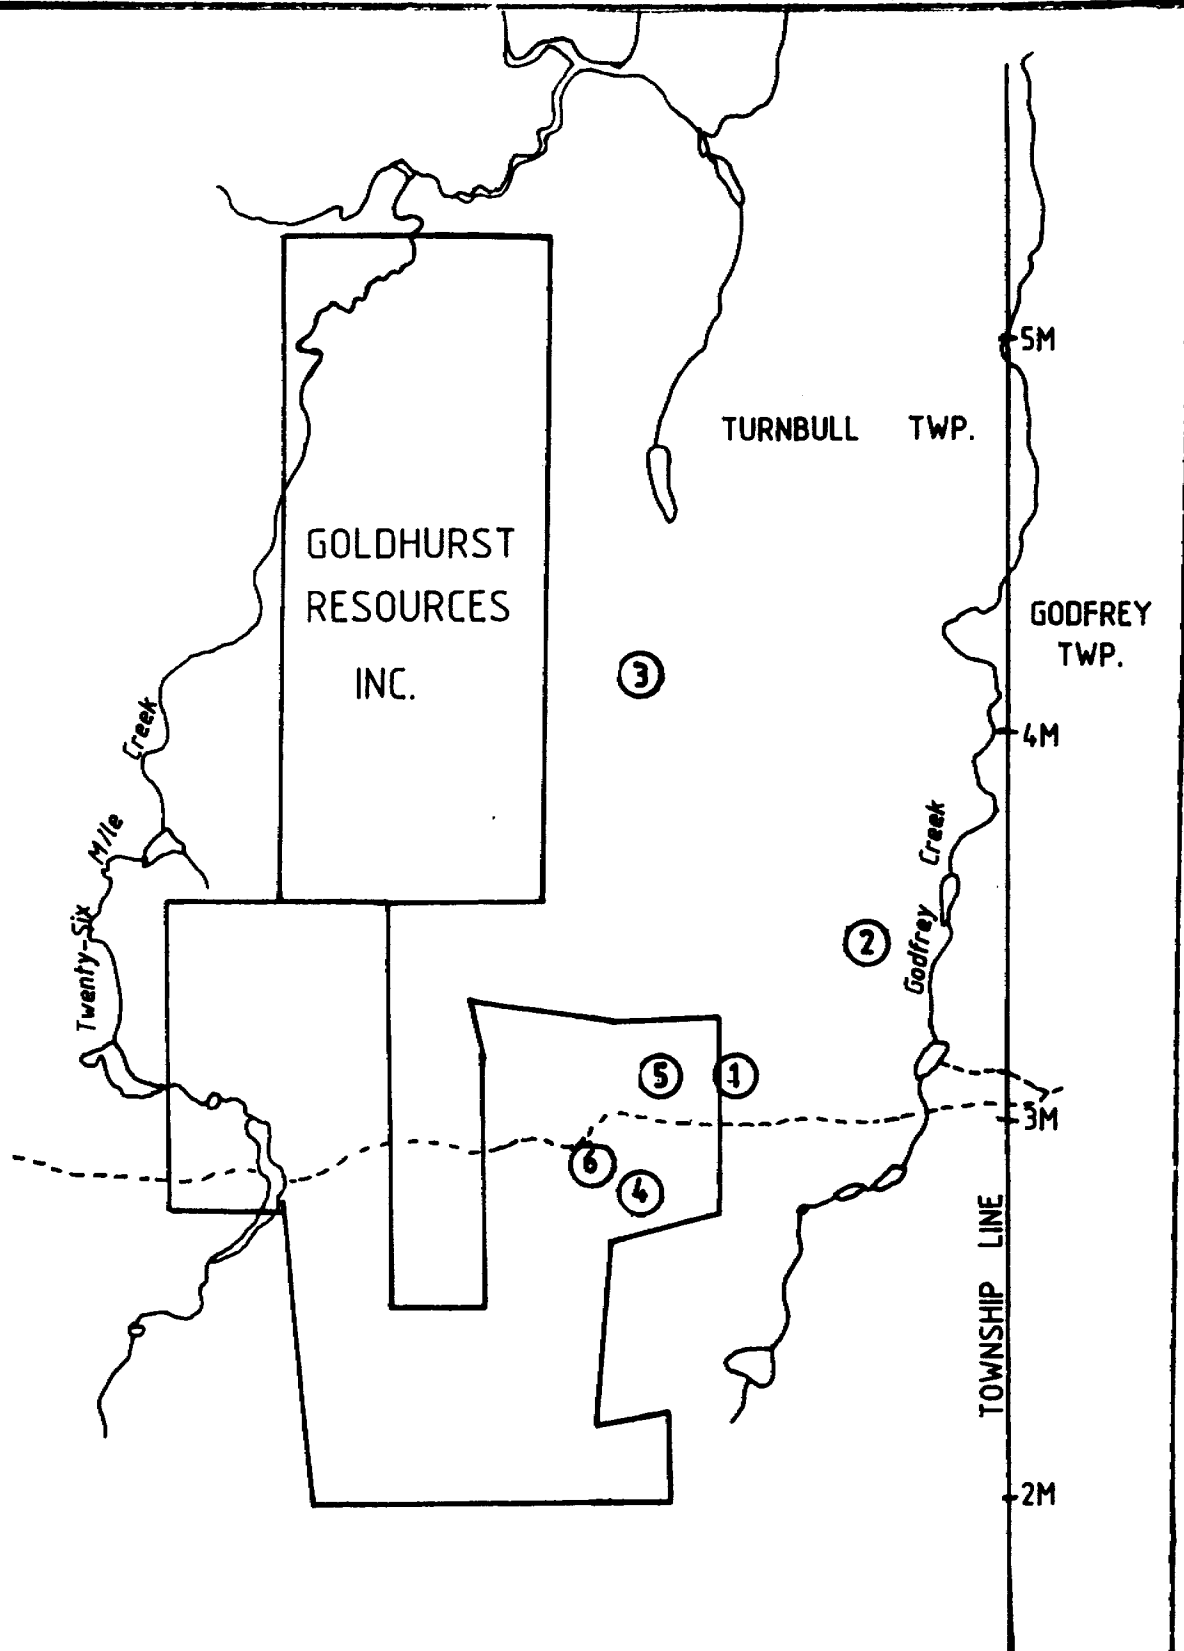 5M
TURNBULL TWP.
GOLDHURST
RESOURCES
INC.
GODFREY
TWP.
3
4M
Twenty-Six Mile Creek
Godfrey Creek
2
5
1
3M
6
4
TOWNSHIP LINE
2M